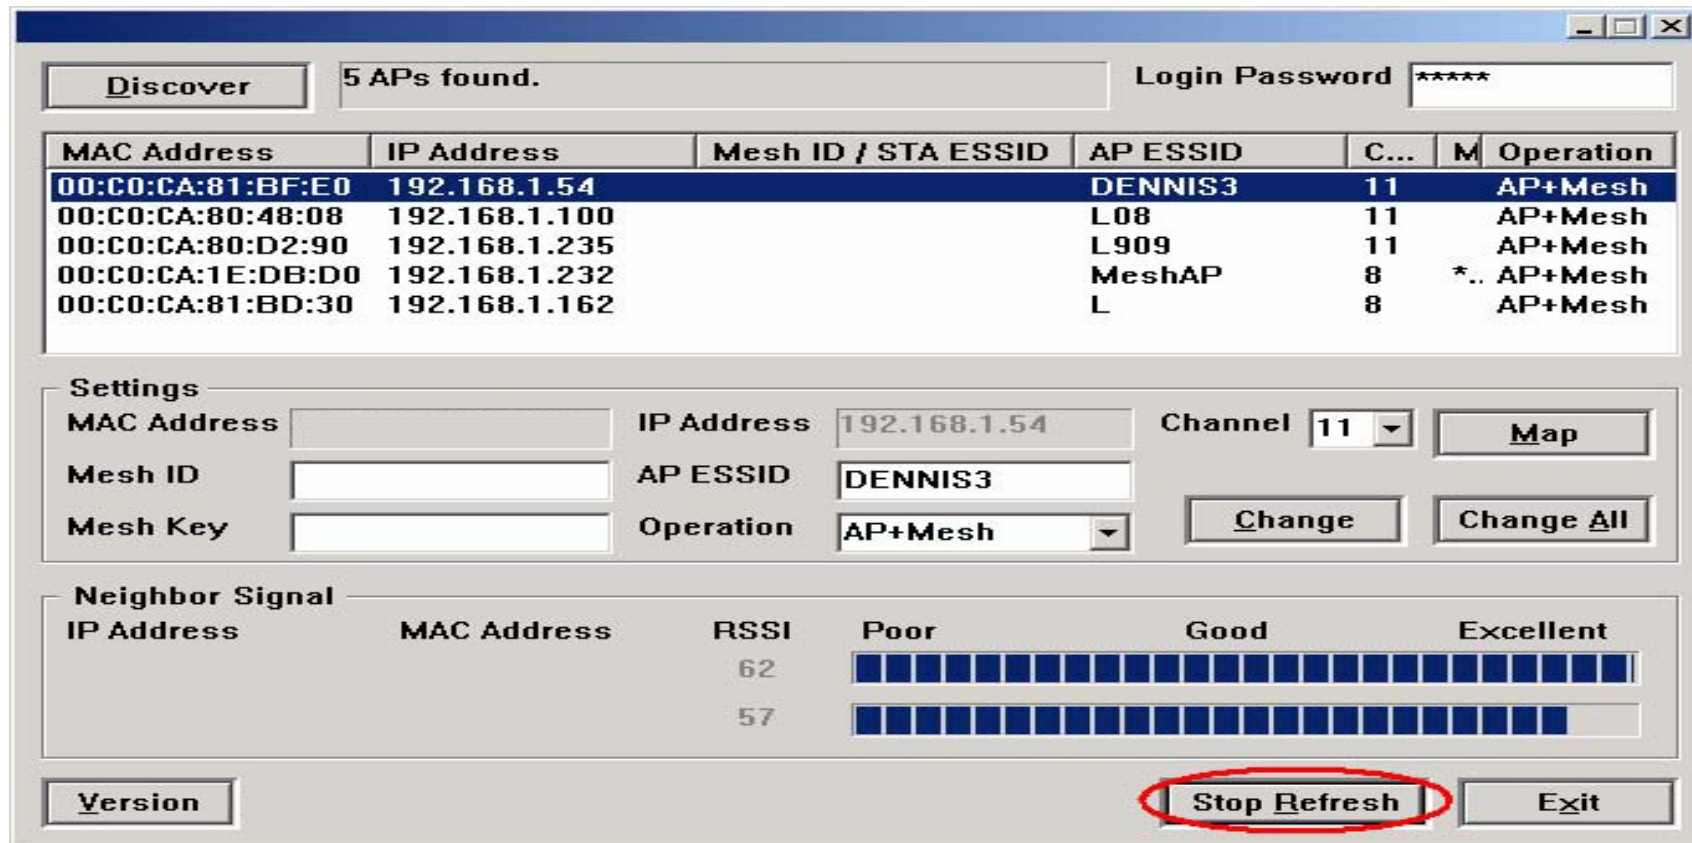 Discover 5 APs found. Login Password *****
MAC Address IP Address Mesh ID / STA ESSID AP ESSID C... M Operation
00:C0:CA:81:BF:E0 192.168.1.54 DENNIS3 11 AP+Mesh
00:C0:CA:80:48:08 192.168.1.100 L08 11 AP+Mesh
00:C0:CA:80:D2:90 192.168.1.235 L909 11 AP+Mesh
00:C0:CA:1E:DB:D0 192.168.1.232 MeshAP 8 *.. AP+Mesh
00:C0:CA:81:BD:30 192.168.1.162 L 8 AP+Mesh
Settings
MAC Address IP Address 192.168.1.54 Channel 11 Map
Mesh ID AP ESSID DENNIS3
Mesh Key Operation AP+Mesh Change Change All
Neighbor Signal
IP Address MAC Address RSSI Poor Good Excellent
62
57
Version Stop Refresh Exit